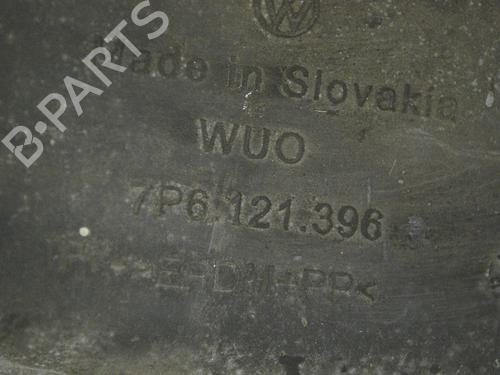 B-PARTS
Made in Slovakia
WUO
7P6.121.396